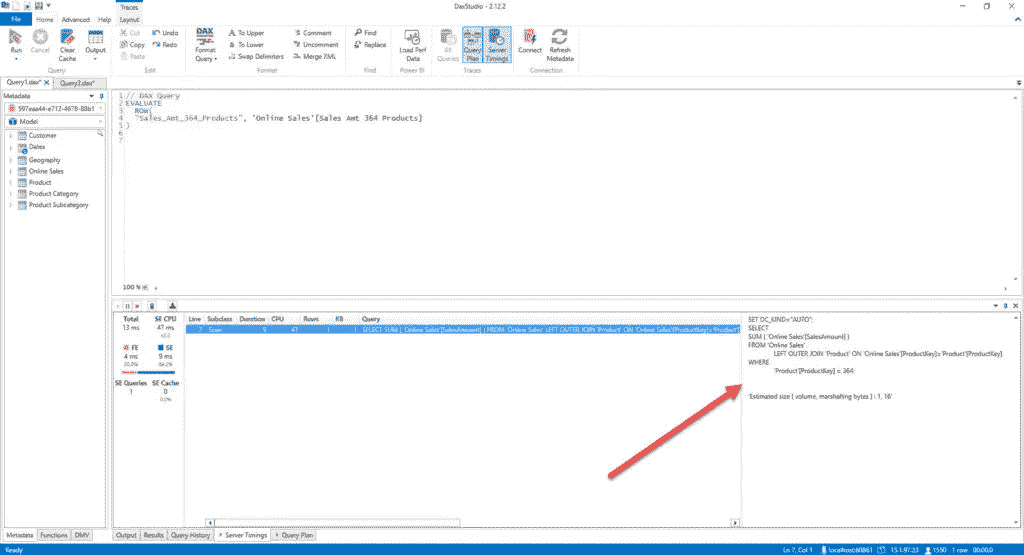 DaxStudio - 2.12.2
Traces
File Home Advanced Help Layout
Run
Cancel
Clear Cache
Output
Query
Cut
Copy
Paste
Undo
Redo
Edit
DAX
Format Query
To Upper
To Lower
Swap Delimiters
Comment
Uncomment
Merge XML
Format
Find
Replace
Find
Load Perf Data
Power BI
All Queries
Query Plan
Server Timings
Traces
Connect
Refresh Metadata
Connection
Query1.dax* Query2.dax*
Metadata
Model
Customer
Dates
Geography
Online Sales
Product
Product Category
Product Subcategory
1 // DAX Query
2 EVALUATE
3 ROW(
4 "Sales_Amt_364_Products", 'Online Sales'[Sales Amt 364 Products]
5 )
6
7
100 %
Total SE CPU
13 ms 47 ms
FE SE
4 ms 9 ms
SE Queries SE Cache
1 0
0.0%
Line Subclass Duration CPU Rows KB Query
2 Scan 9 47 1 1 SELECT SUM ( 'Online Sales'[SalesAmount] ) FROM 'Online Sales' LEFT OUTER JOIN 'Product' ON 'Online Sales'[ProductKey]='Product'[
SET DC_KIND="AUTO";
SELECT
SUM ( 'Online Sales'[SalesAmount] )
FROM 'Online Sales'
LEFT OUTER JOIN 'Product' ON 'Online Sales'[ProductKey]='Product'[ProductKey]
WHERE
'Product'[ProductKey] = 364;
'Estimated size ( volume, marshalling bytes ) : 1, 16'
Metadata Functions DMV
Output Results Query History Server Timings Query Plan
Ready
Ln 7, Col 1 localhost:60861 15.1.97.23 1550 1 row 00:00.0